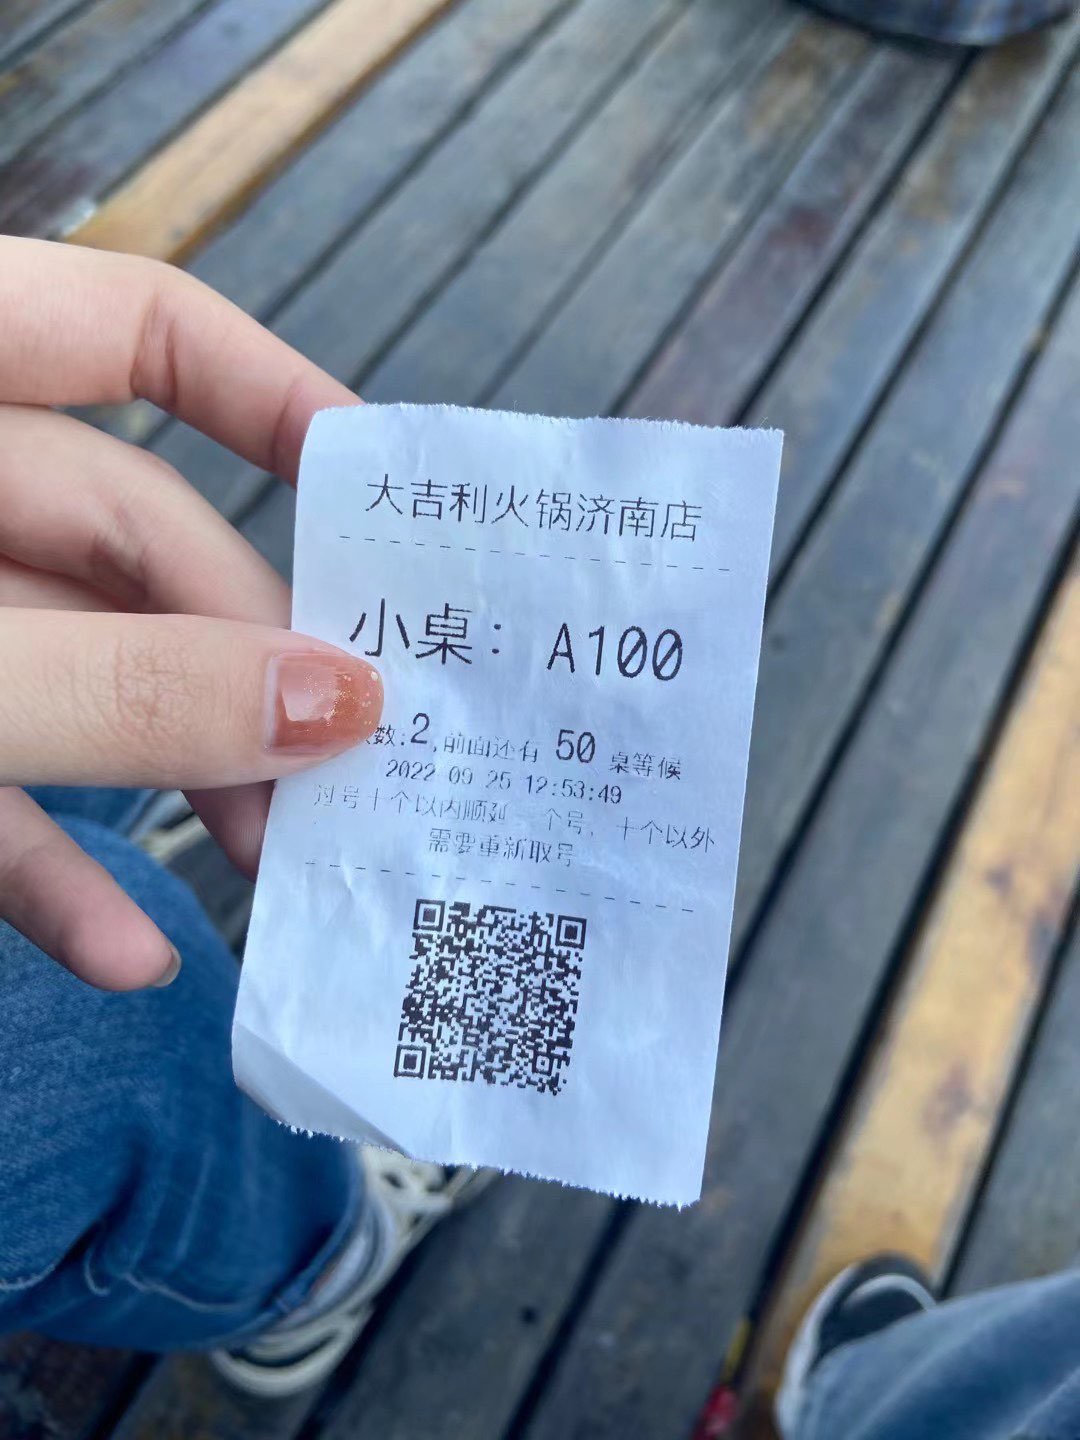 大吉利火锅济南店
小桌： A100
数:2,前面还有 50 桌等候
2022 09 25 12:53:49
过号十个以内顺延 个号，十个以外
需要重新取号